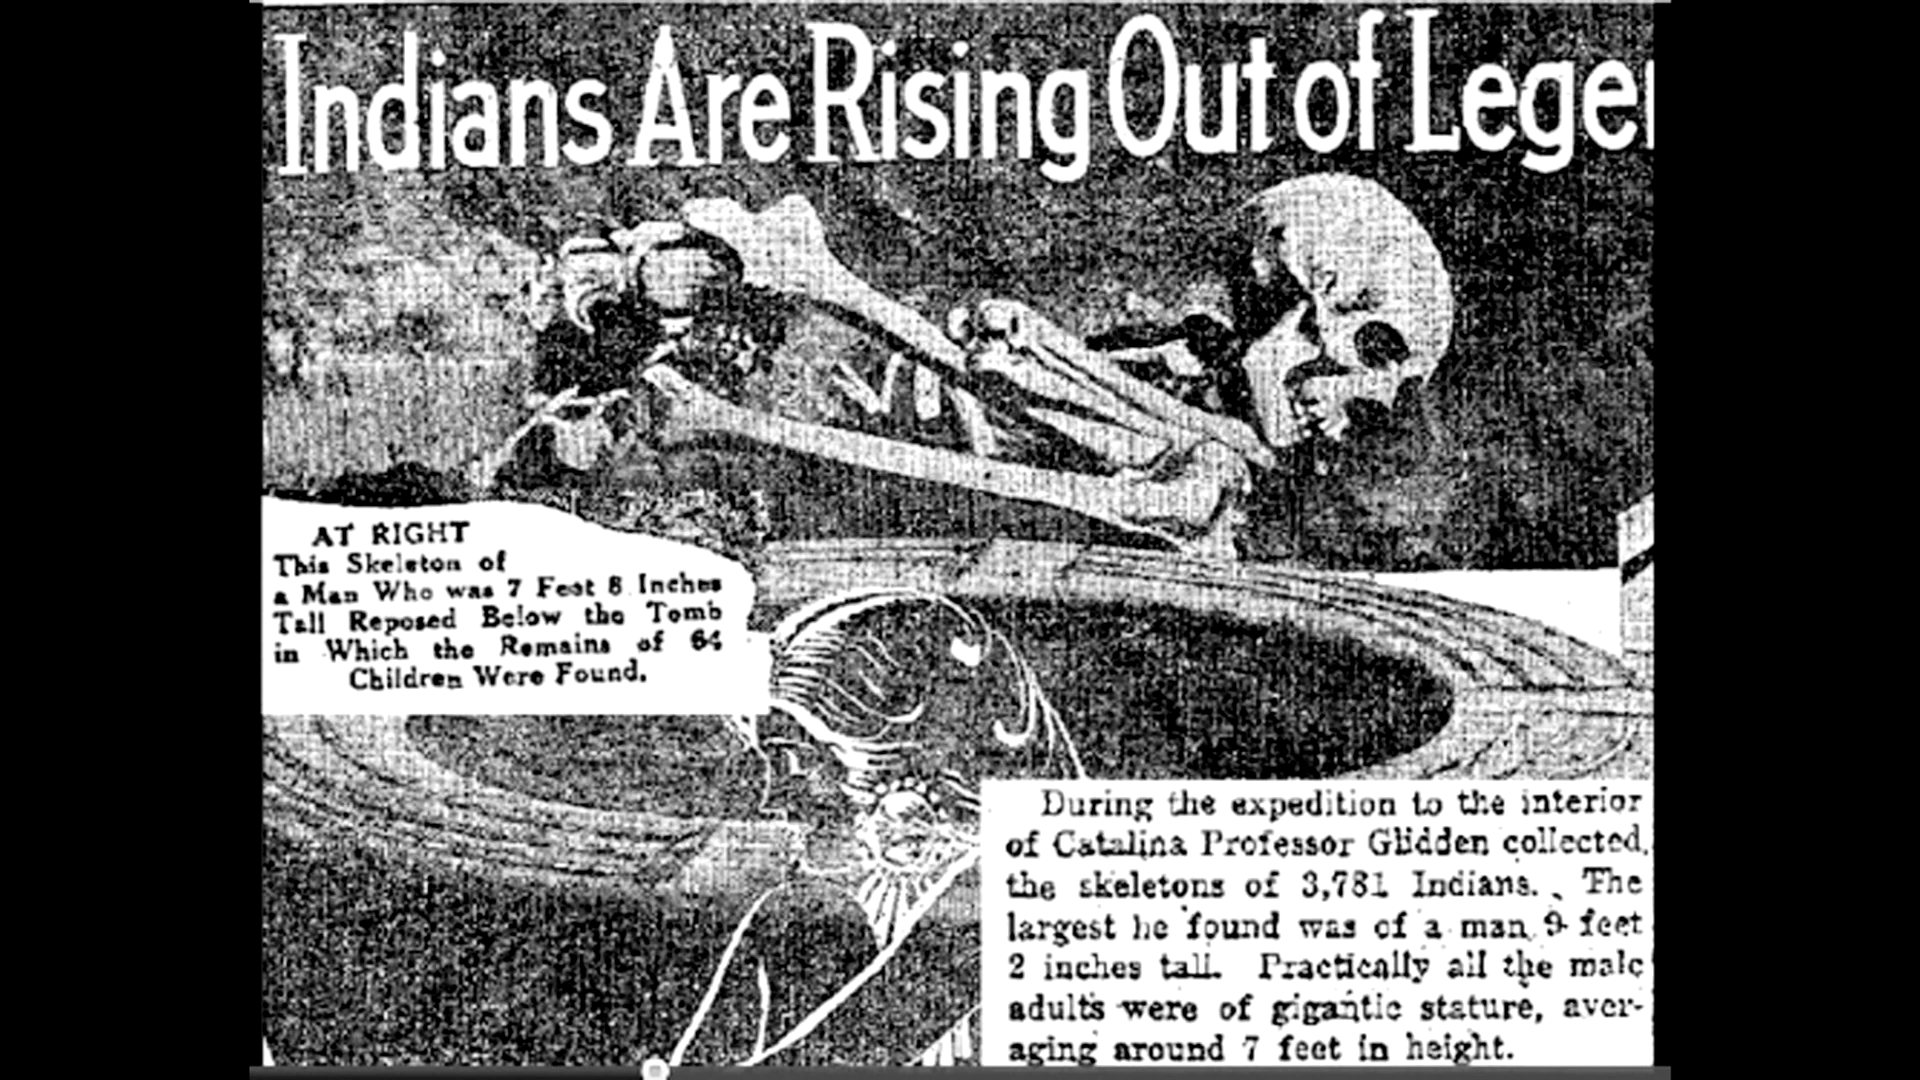 Indians Are Rising Out of Lege
AT RIGHT
This Skeleton of
a Man Who was 7 Feet 8 Inches
Tall Reposed Below the Tomb
in Which the Remains of 64
Children Were Found.
During the expedition to the interior
of Catalina Professor Glidden collected
the skeletons of 3,781 Indians. The
largest he found was of a man 9 feet
2 inches tall. Practically all the male
adults were of gigantic stature, aver-
aging around 7 feet in height.